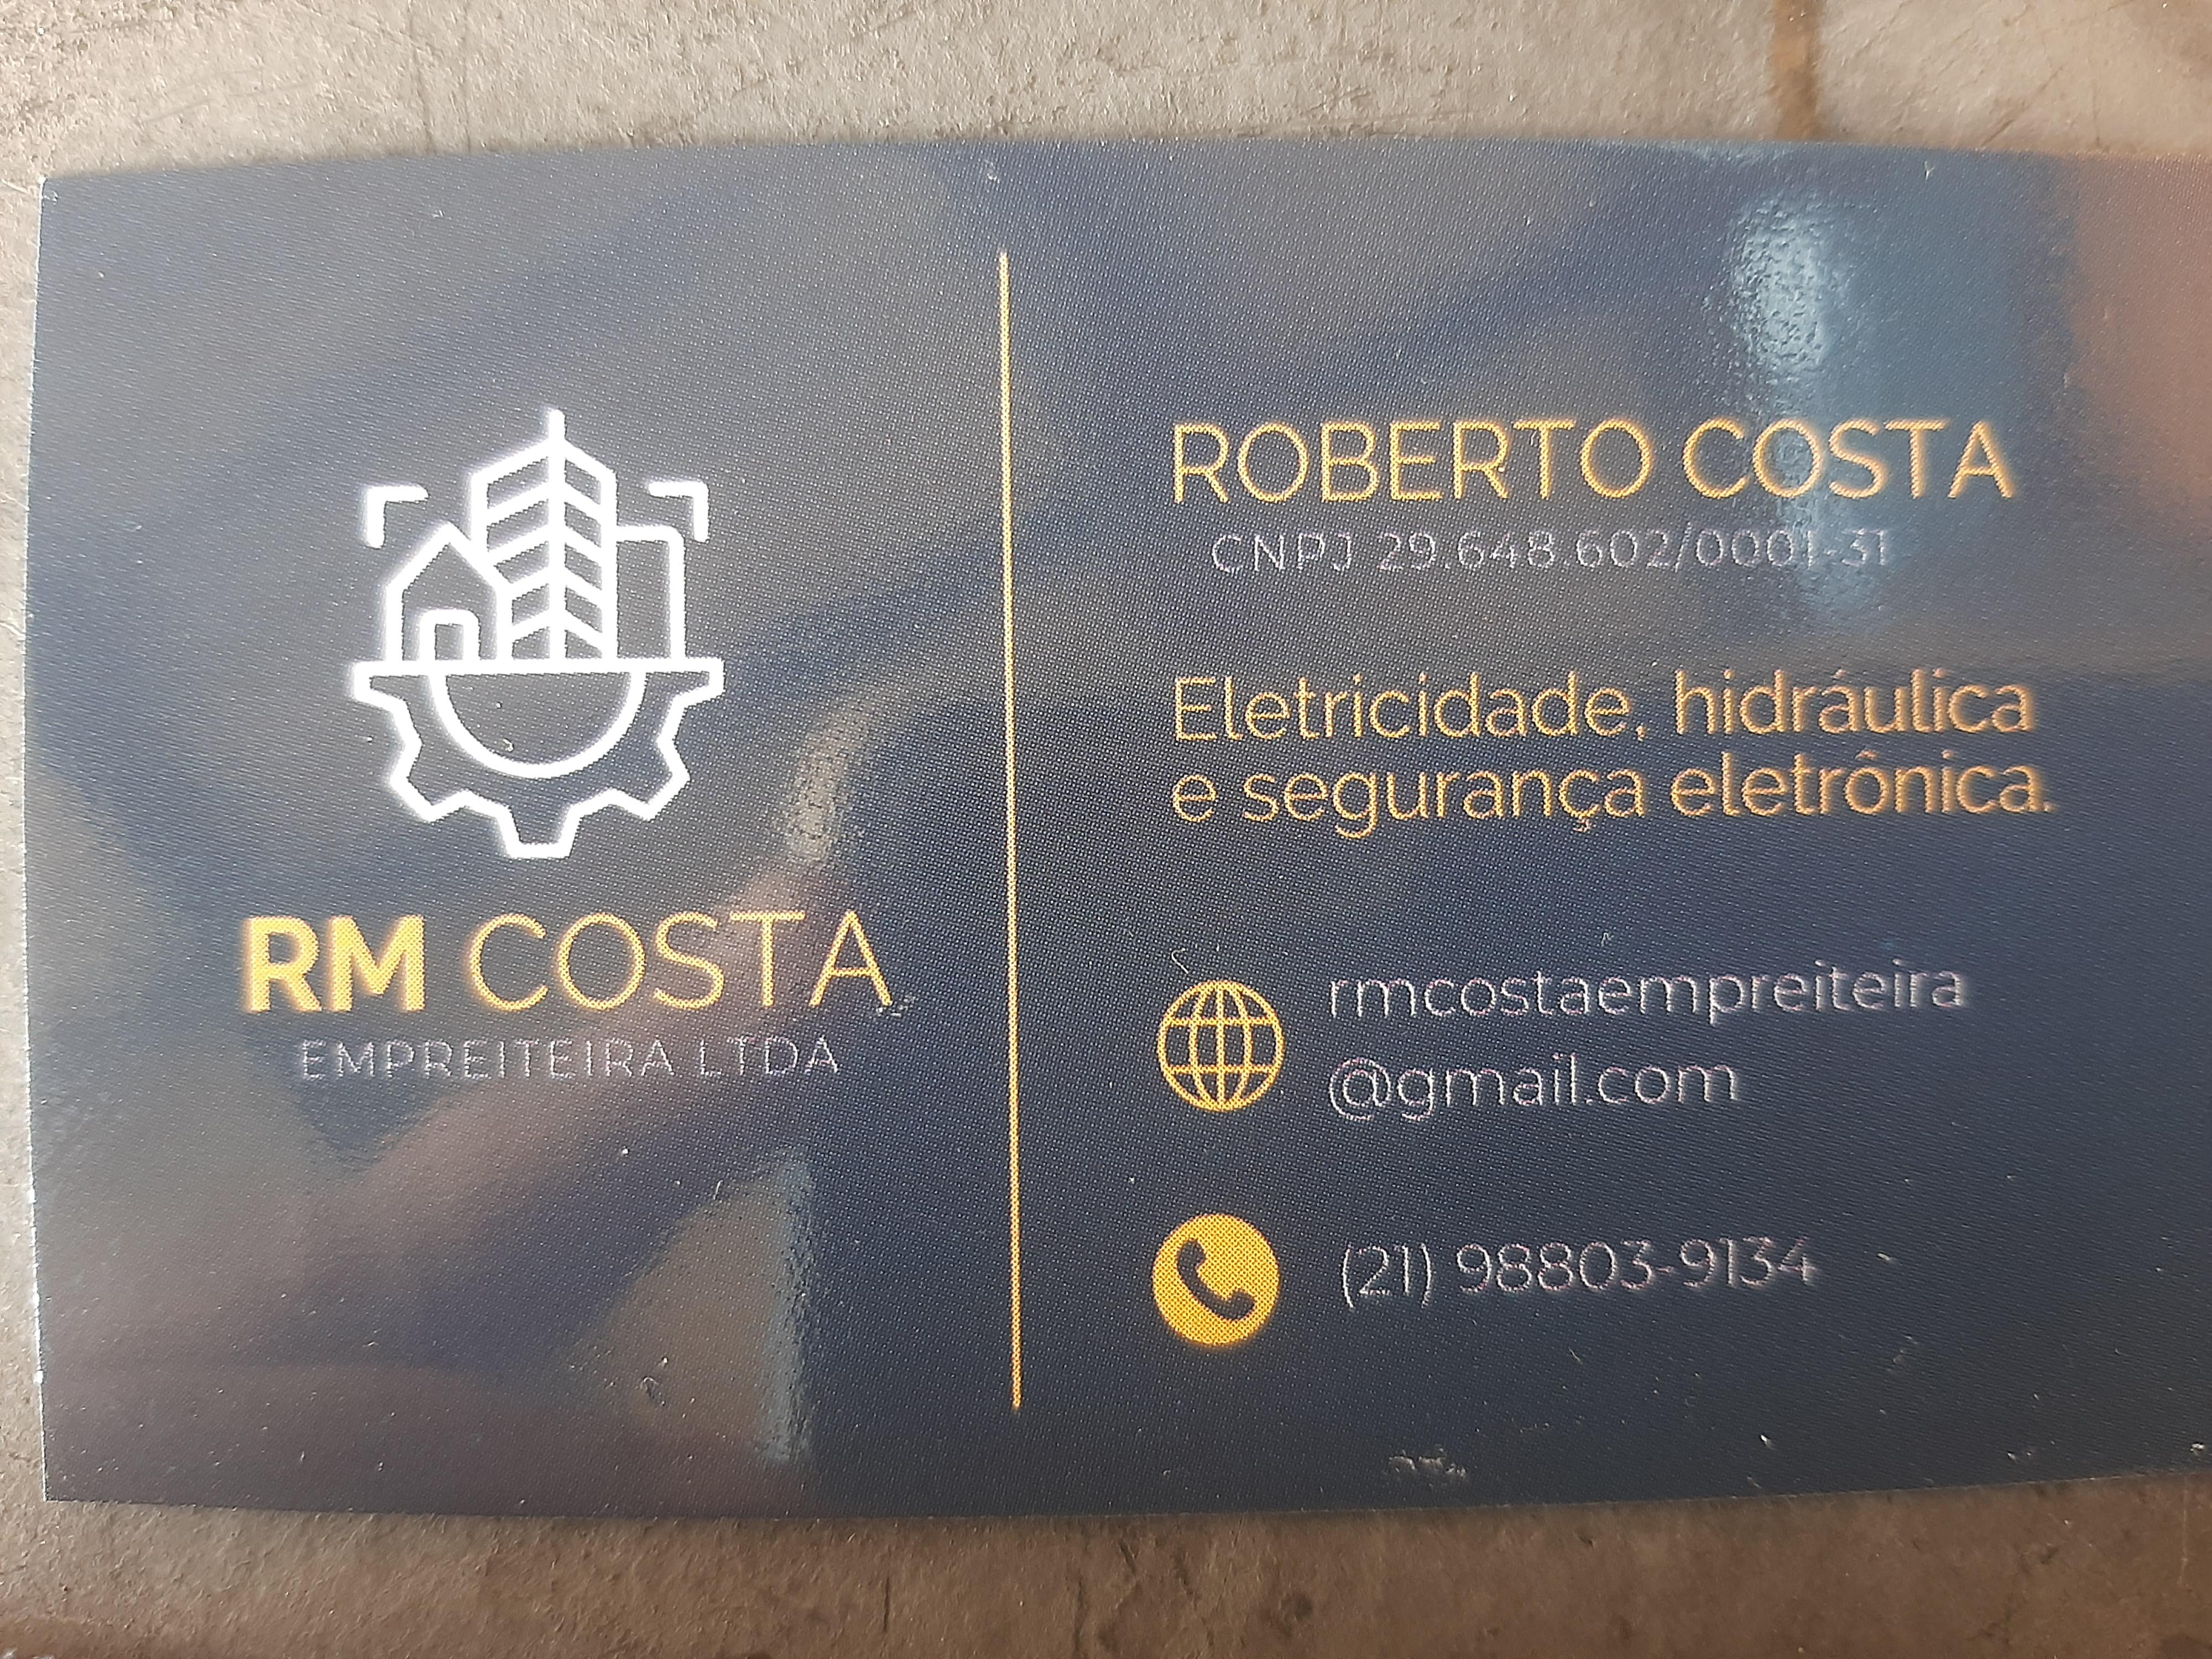 RM COSTA
EMPREITEIRA LTDA
ROBERTO COSTA
CNPJ 29.648.602/0001-31
Eletricidade, hidráulica
e segurança eletrônica.
rmcostaempreiteira
@gmail.com
(21) 98803-9134